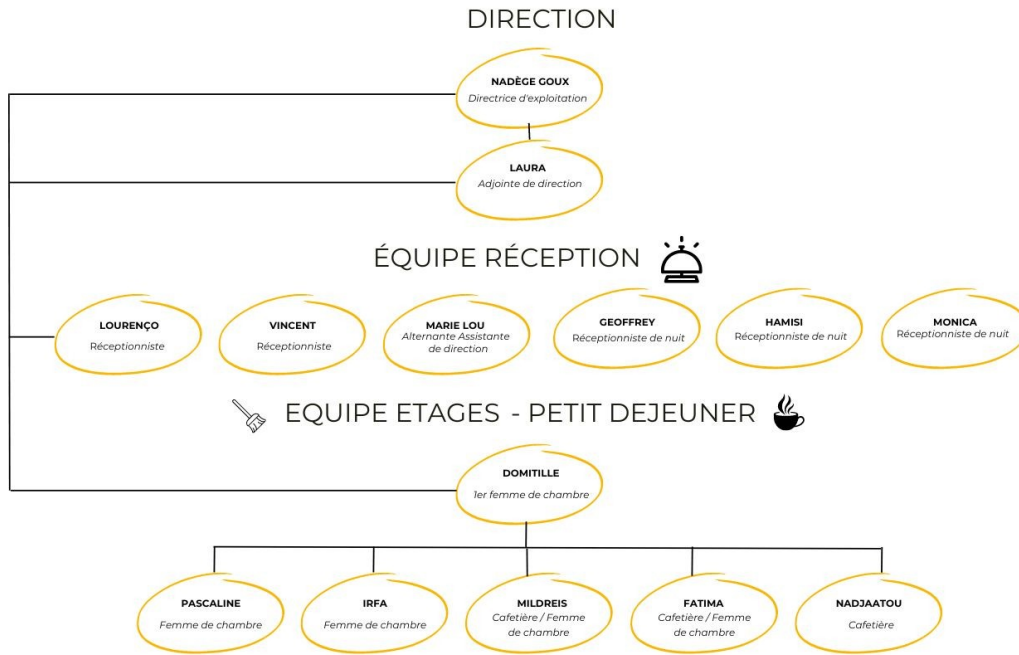 DIRECTION
NADÈGE GOUX
Directrice d'exploitation
LAURA
Adjointe de direction
ÉQUIPE RÉCEPTION
LOURENÇO
Réceptionniste
VINCENT
Réceptionniste
MARIE LOU
Alternante Assistante
de direction
GEOFFREY
Réceptionniste de nuit
HAMISI
Réceptionniste de nuit
MONICA
Réceptionniste de nuit
EQUIPE ETAGES - PETIT DEJEUNER
DOMITILLE
1er femme de chambre
PASCALINE
Femme de chambre
IRFA
Femme de chambre
MILDREIS
Cafetière / Femme
de chambre
FATIMA
Cafetière / Femme
de chambre
NADJAATOU
Cafetière